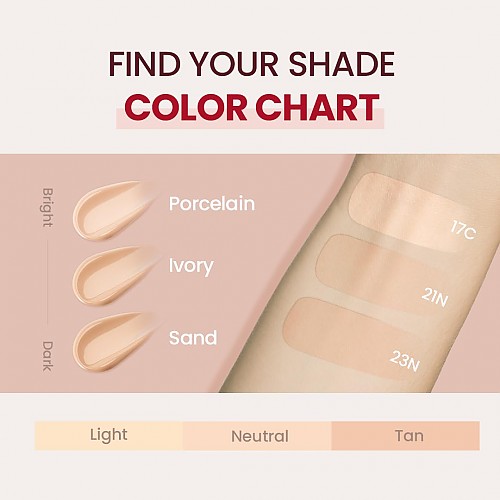 FIND YOUR SHADE
COLOR CHART
Bright
Dark
Porcelain
Ivory
Sand
17C
21N
23N
Light
Neutral
Tan